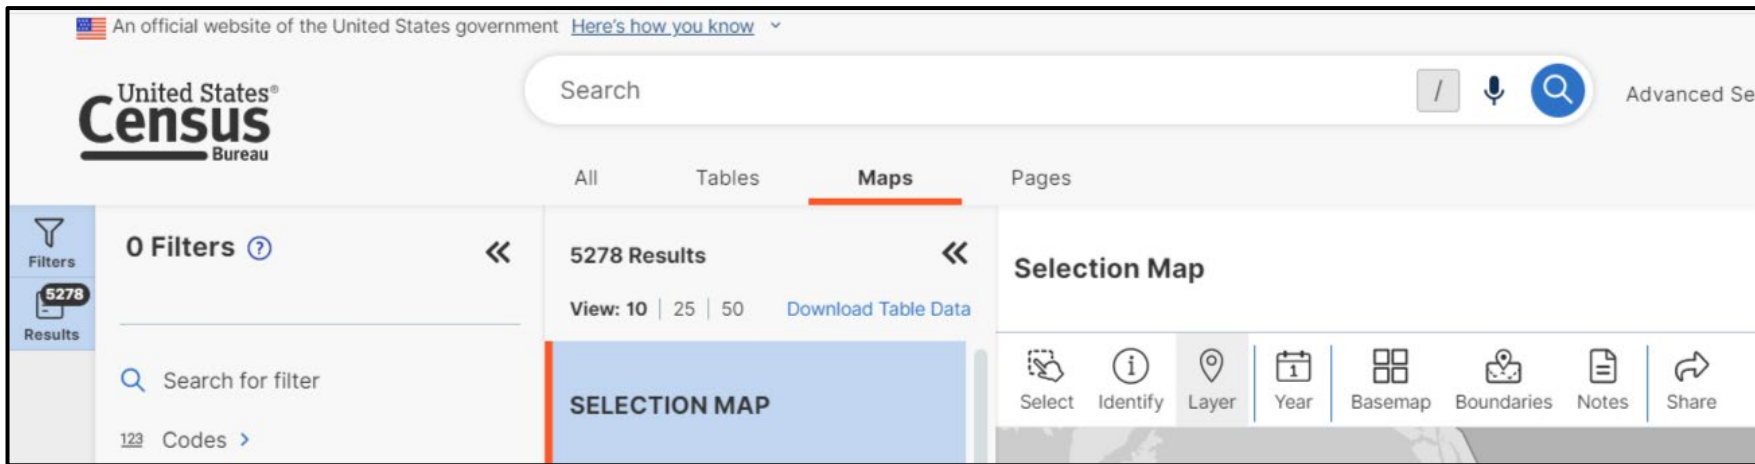 An official website of the United States government Here's how you know
United States®
Census
Bureau
Search
/
Advanced Se
All Tables Maps Pages
Filters
5278
Results
0 Filters ?
Search for filter
123 Codes
5278 Results
View: 10 | 25 | 50 Download Table Data
SELECTION MAP
Selection Map
Select Identify Layer Year Basemap Boundaries Notes Share